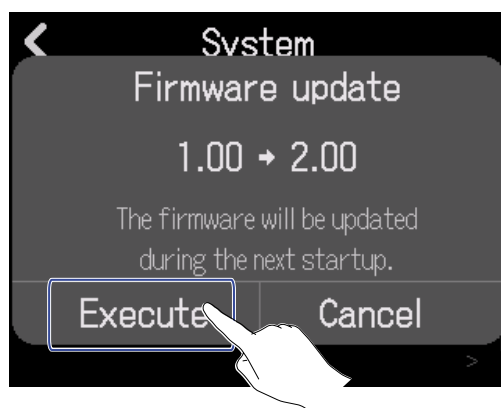 System
Firmware update
1.00 → 2.00
The firmware will be updated
during the next startup.
Execute Cancel
>